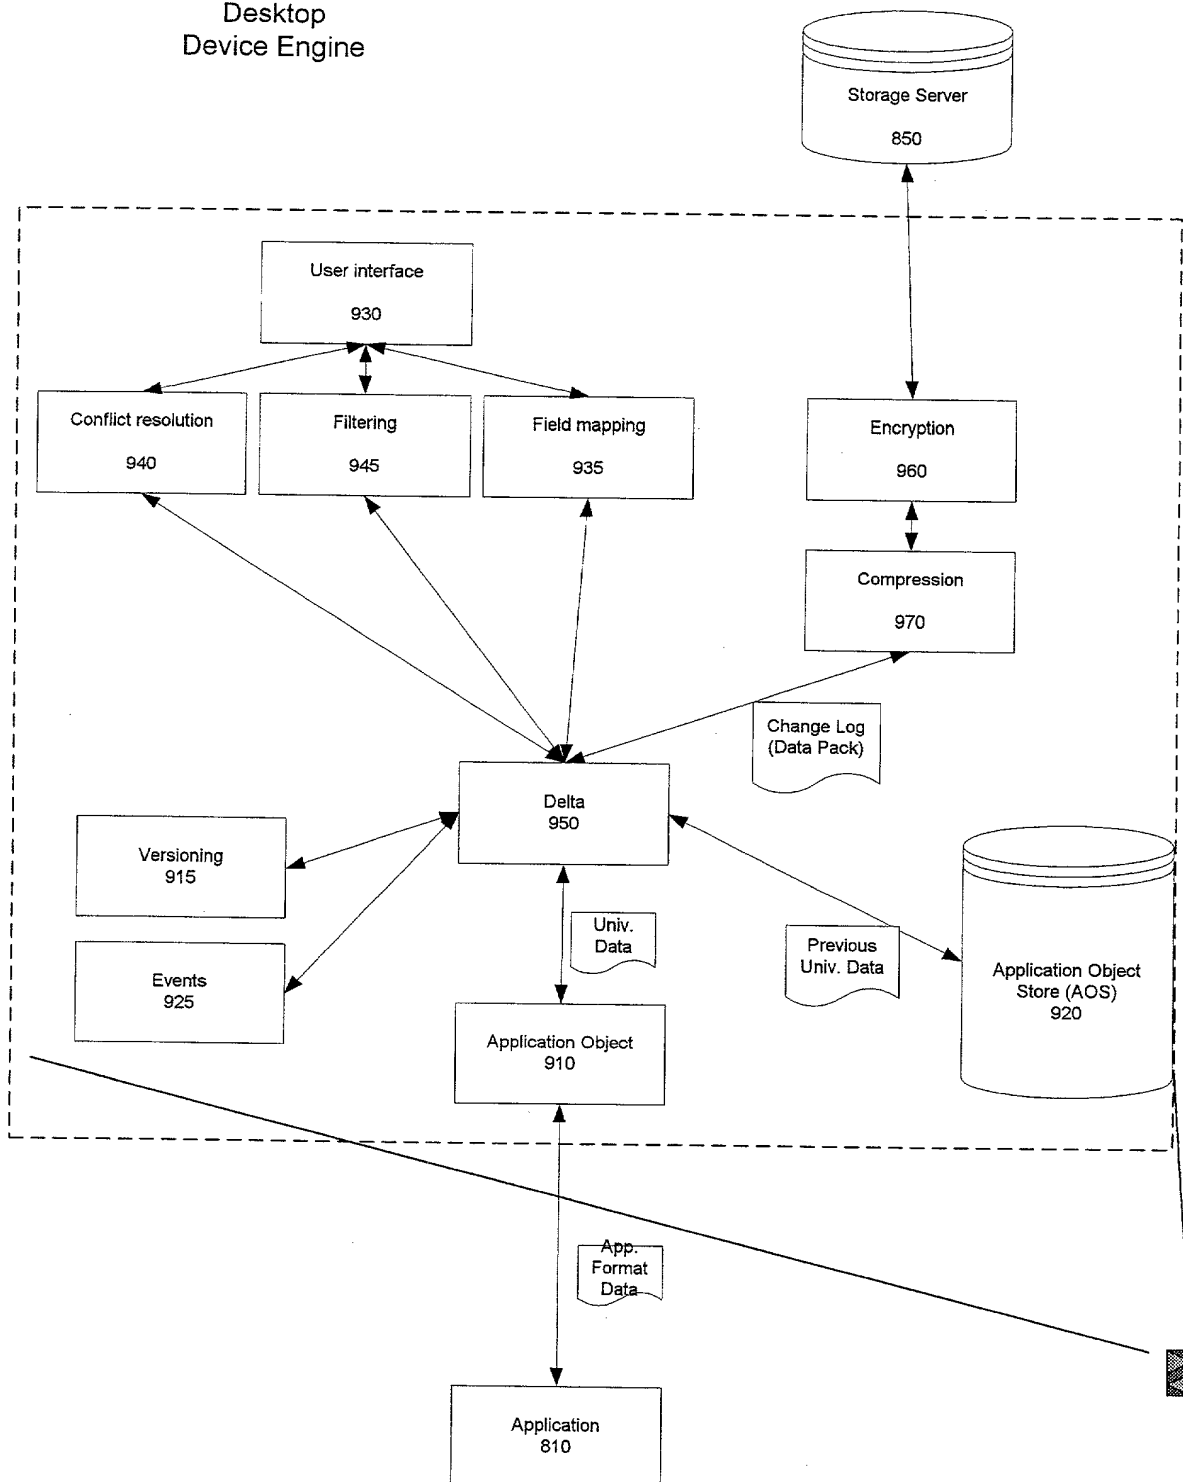 Desktop
Device Engine
Storage Server
850
User interface
930
Conflict resolution
940
Filtering
945
Field mapping
935
Encryption
960
Compression
970
Change Log
(Data Pack)
Delta
950
Versioning
915
Events
925
Univ.
Data
Previous
Univ. Data
Application Object
Store (AOS)
920
Application Object
910
App.
Format
Data
Application
810